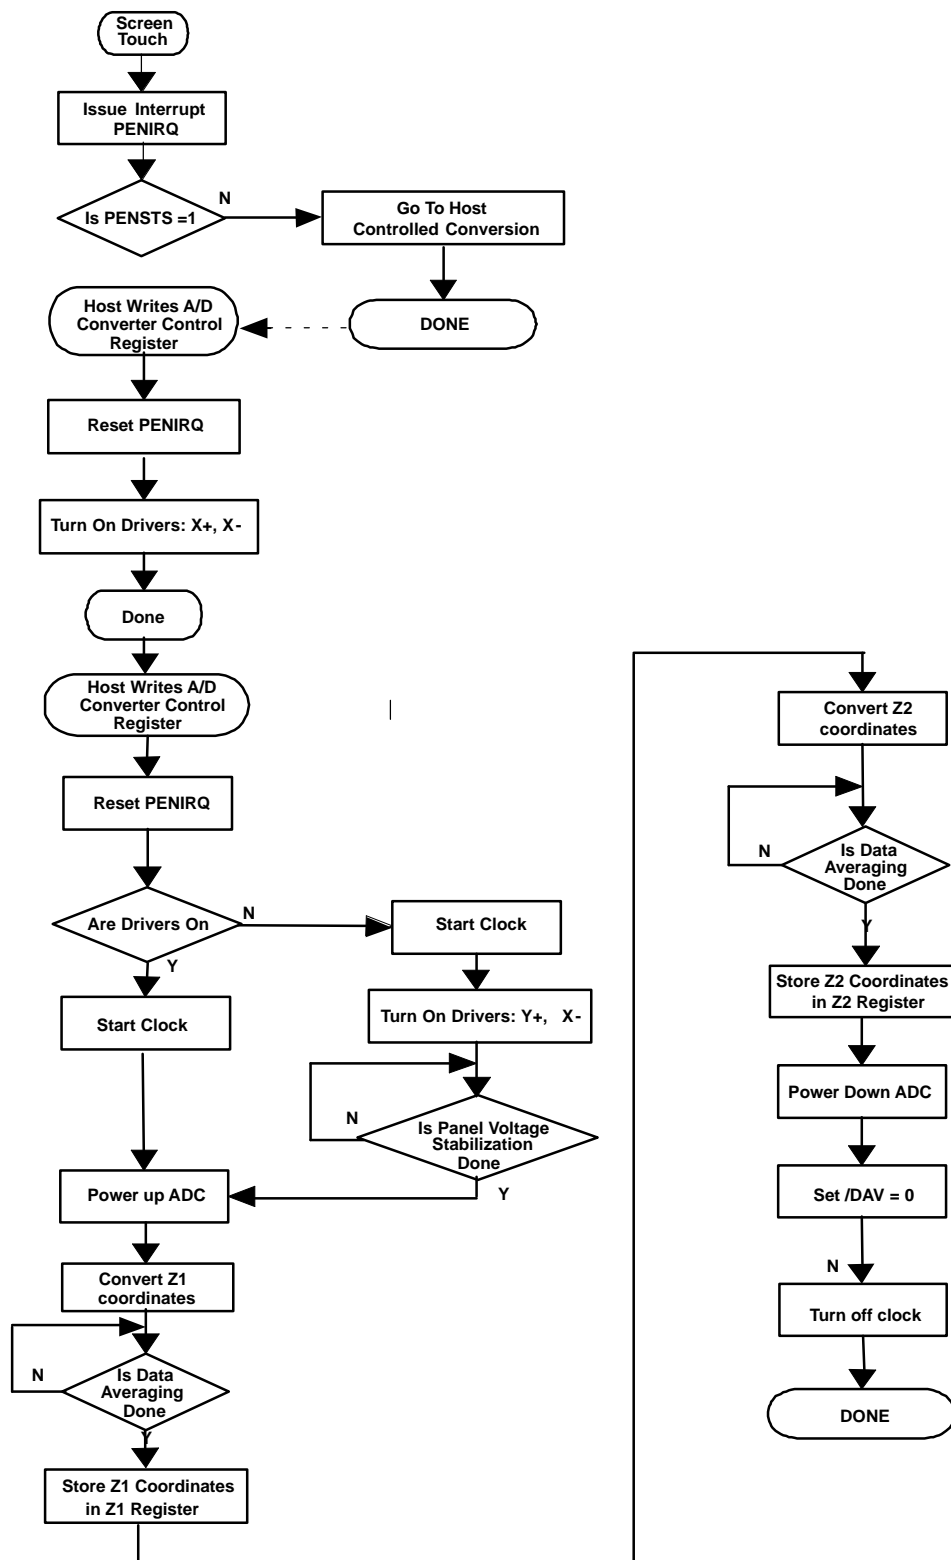 Screen
Touch
Issue Interrupt
PENIRQ
Is PENSTS =1
N
Go To Host
Controlled Conversion
DONE
Host Writes A/D
Converter Control
Register
Reset PENIRQ
Turn On Drivers: X+, X-
Done
Host Writes A/D
Converter Control
Register
Reset PENIRQ
Are Drivers On
N
Y
Start Clock
Start Clock
Turn On Drivers: Y+, X-
N
Is Panel Voltage
Stabilization
Done
Y
Power up ADC
Convert Z1
coordinates
N
Is Data
Averaging
Done
Y
Store Z1 Coordinates
in Z1 Register
Convert Z2
coordinates
N
Is Data
Averaging
Done
Y
Store Z2 Coordinates
in Z2 Register
Power Down ADC
Set /DAV = 0
N
Turn off clock
DONE